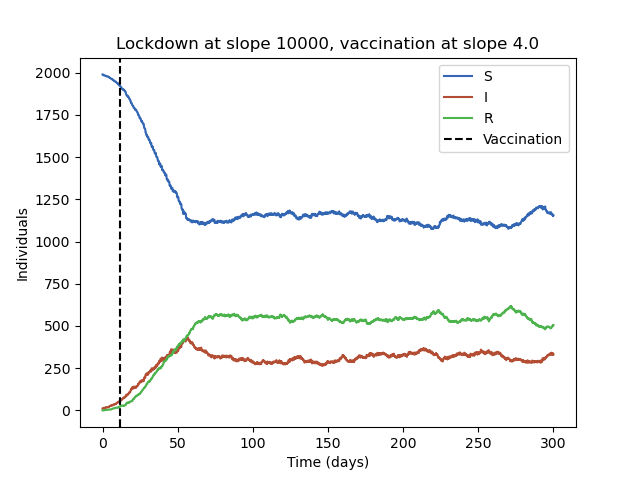 Lockdown at slope 10000, vaccination at slope 4.0
S
I
R
Vaccination
Individuals
2000
1750
1500
1250
1000
750
500
250
0
0 50 100 150 200 250 300
Time (days)